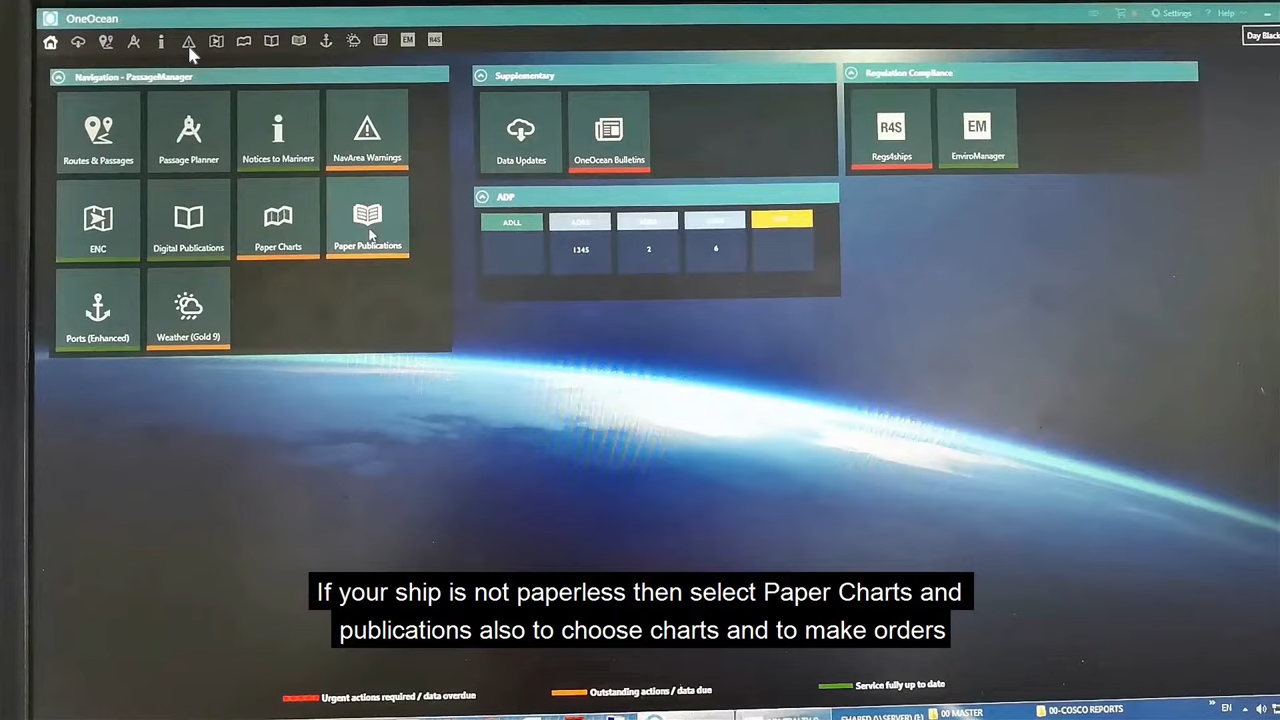 OneOcean
Settings
? Help
Day Black
Navigation - PassageManager
Routes & Passages
Passage Planner
Notices to Mariners
NavArea Warnings
ENC
Digital Publications
Paper Charts
Paper Publications
Ports (Enhanced)
Weather (Gold 9)
Supplementary
Data Updates
OneOcean Bulletins
ADP
ADLL
1345
2
6
Regulation Compliance
R4S
Regs4ships
EM
EnviroManager
EM
R4S
If your ship is not paperless then select Paper Charts and
publications also to choose charts and to make orders
Urgent actions required / data overdue
Outstanding actions / data due
Service fully up to date
00 MASTER
00-COSCO REPORTS
EN